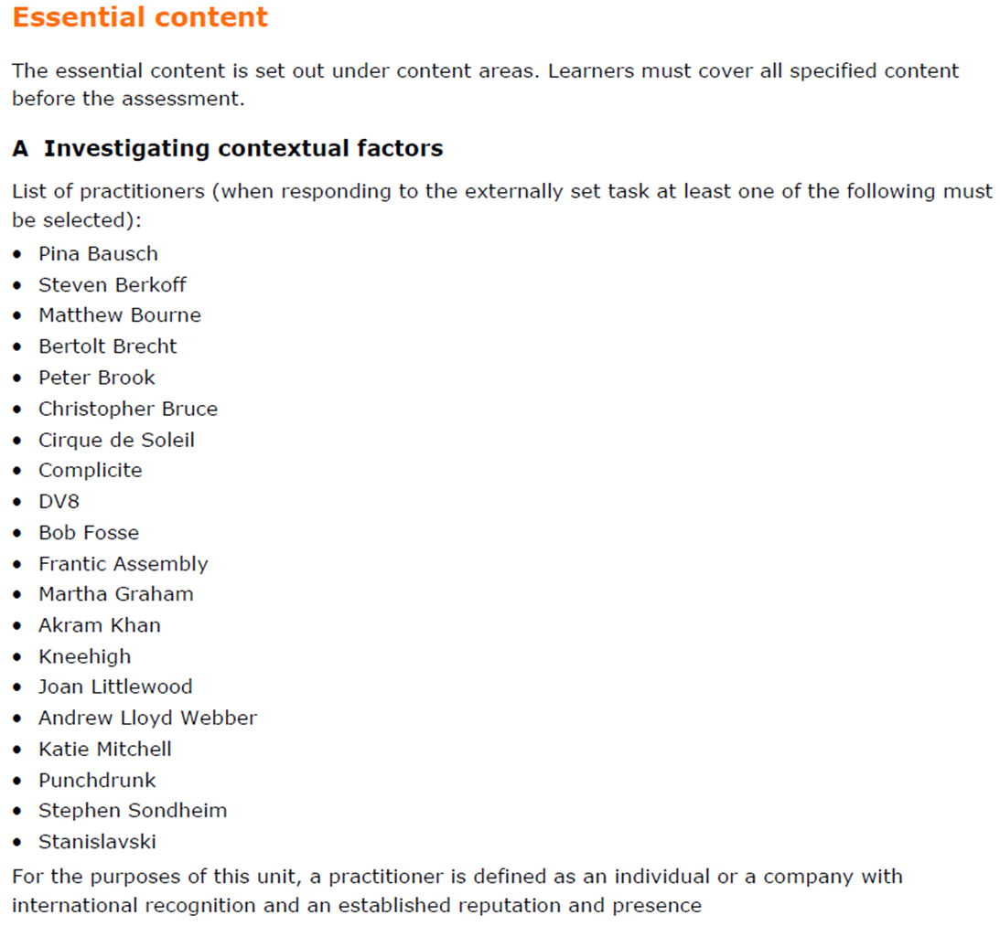 Essential content
The essential content is set out under content areas. Learners must cover all specified content
before the assessment.
A Investigating contextual factors
List of practitioners (when responding to the externally set task at least one of the following must
be selected):
• Pina Bausch
• Steven Berkoff
• Matthew Bourne
• Bertolt Brecht
• Peter Brook
• Christopher Bruce
• Cirque de Soleil
• Complicite
• DV8
• Bob Fosse
• Frantic Assembly
• Martha Graham
• Akram Khan
• Kneehigh
• Joan Littlewood
• Andrew Lloyd Webber
• Katie Mitchell
• Punchdrunk
• Stephen Sondheim
• Stanislavski
For the purposes of this unit, a practitioner is defined as an individual or a company with
international recognition and an established reputation and presence